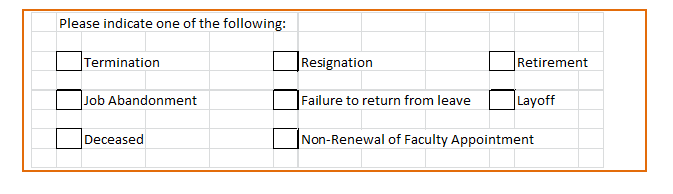 Please indicate one of the following:
Termination Resignation Retirement
Job Abandonment Failure to return from leave Layoff
Deceased Non-Renewal of Faculty Appointment